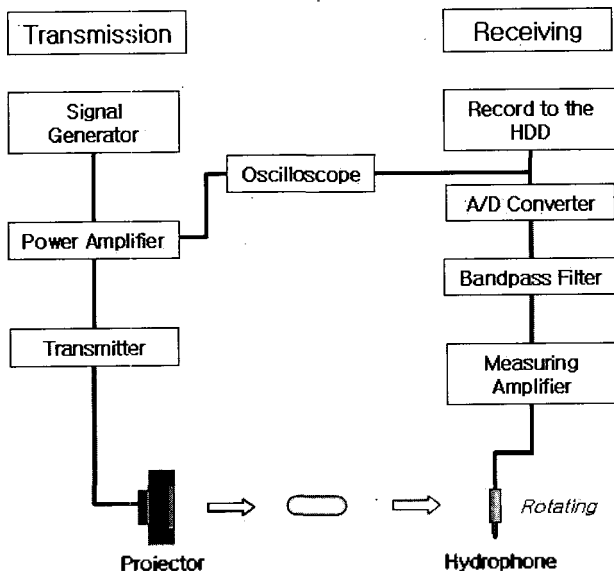 Transmission
Receiving
Signal
Generator
Record to the
HDD
Oscilloscope
A/D Converter
Power Amplifier
Bandpass Filter
Transmitter
Measuring
Amplifier
Rotating
Projector
Hydrophone